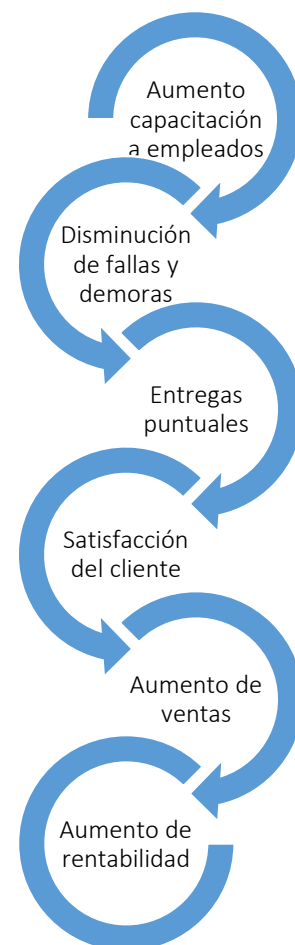 Aumento
capacitación
a empleados
Disminución
de fallas y
demoras
Entregas
puntuales
Satisfacción
del cliente
Aumento de
ventas
Aumento de
rentabilidad